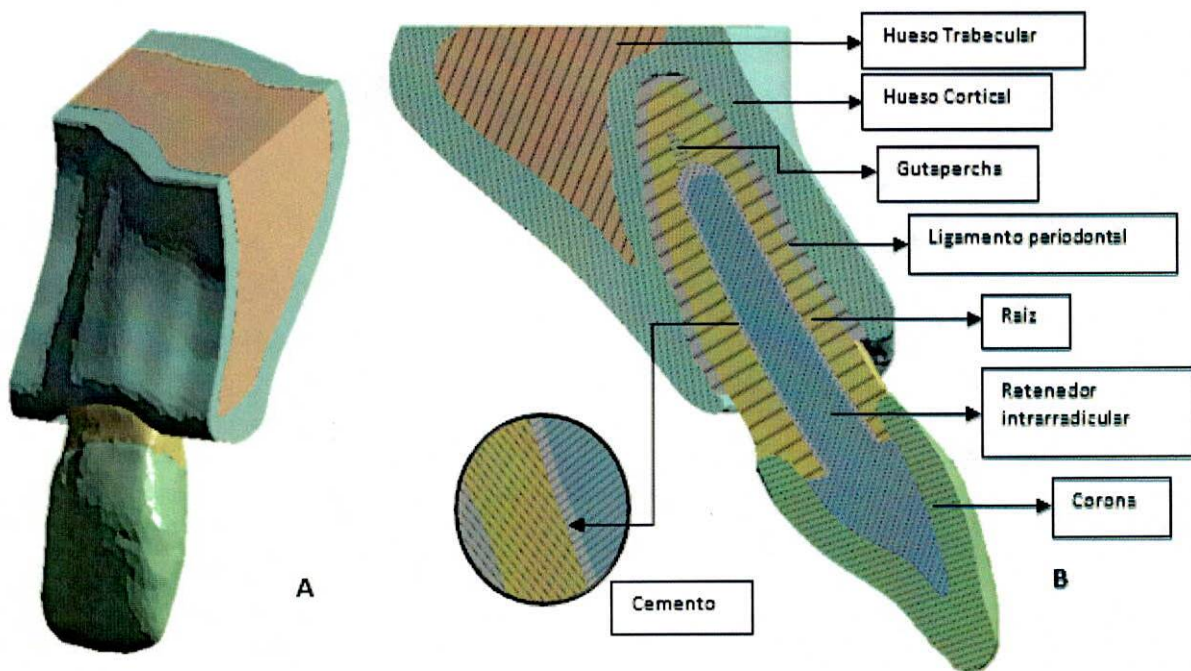 Hueso Trabecular
Hueso Cortical
Gutapercha
Ligamento periodontal
Raiz
Retenedor
intrarradicular
Corona
A
B
Cemento